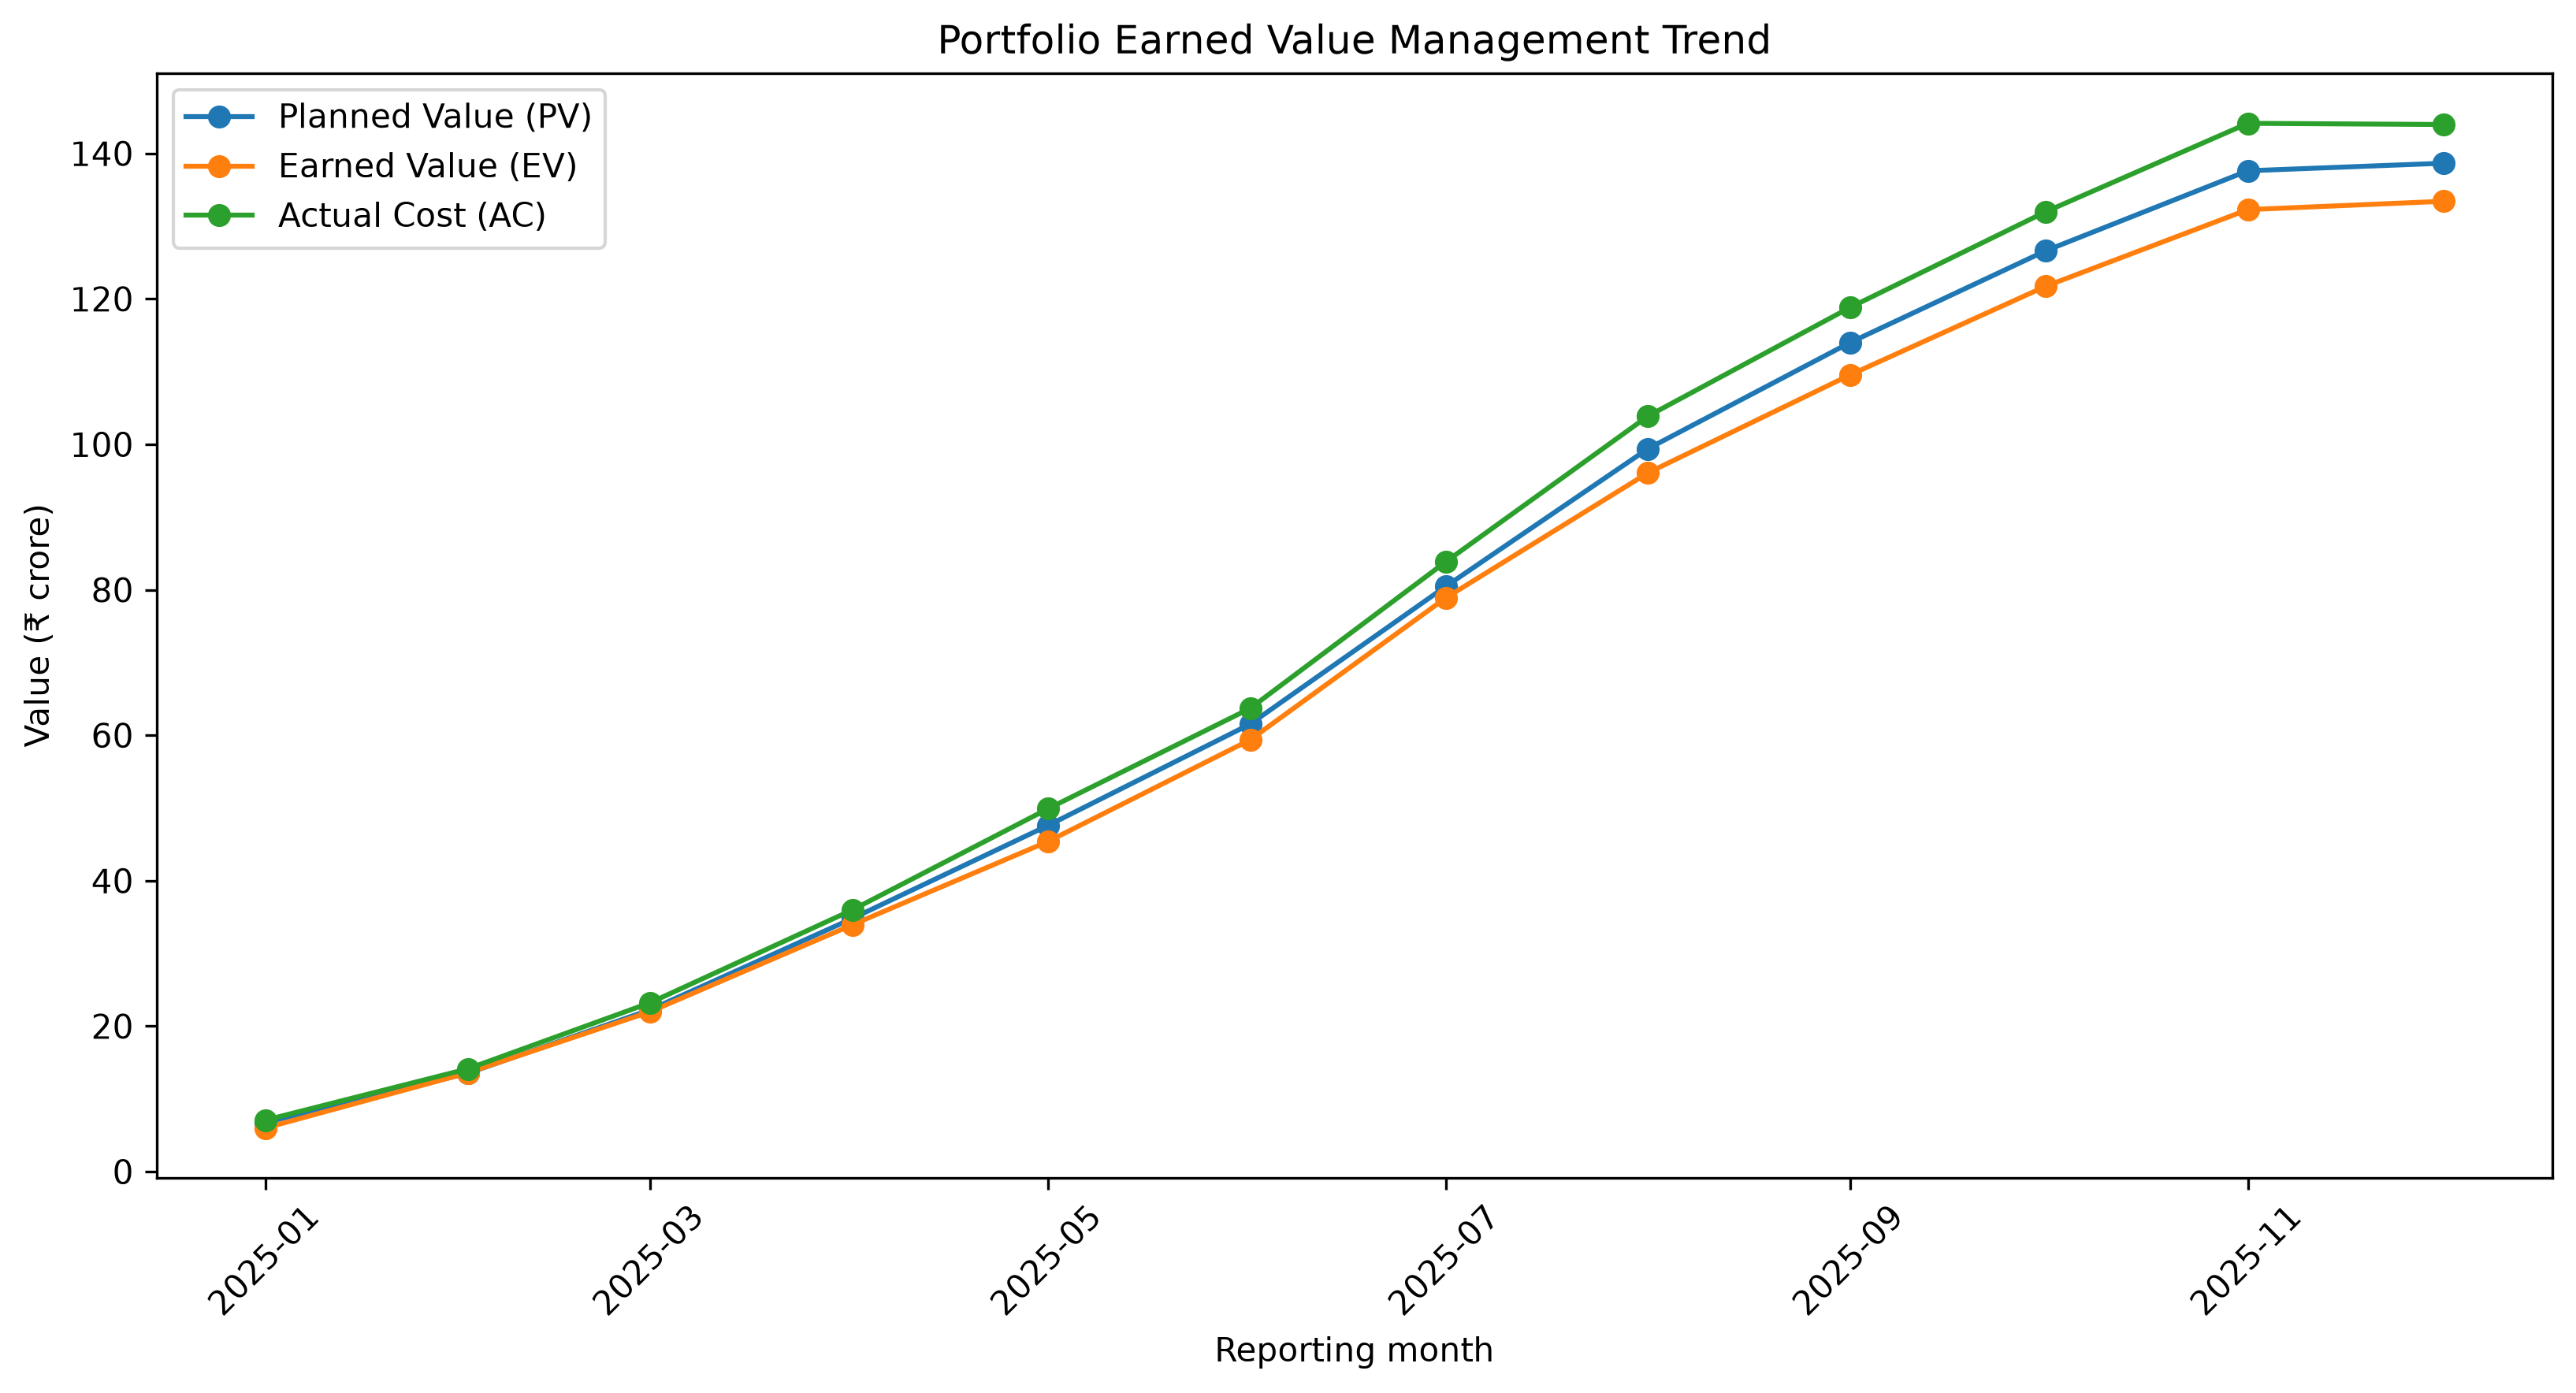 Portfolio Earned Value Management Trend
Planned Value (PV)
Earned Value (EV)
Actual Cost (AC)
140
120
100
80
60
40
20
0
Value (₹ crore)
2025-01
2025-03
2025-05
2025-07
2025-09
2025-11
Reporting month